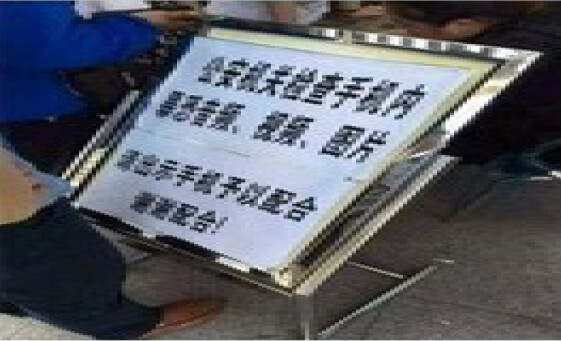 公安机关检查手机内
暴恐音频、视频、图片
请出示手机予以配合
谢谢配合!